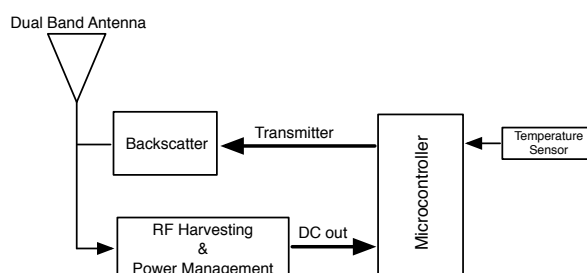 Dual Band Antenna
Transmitter
Backscatter
Temperature
Sensor
Microcontroller
RF Harvesting
&
Power Management
DC out